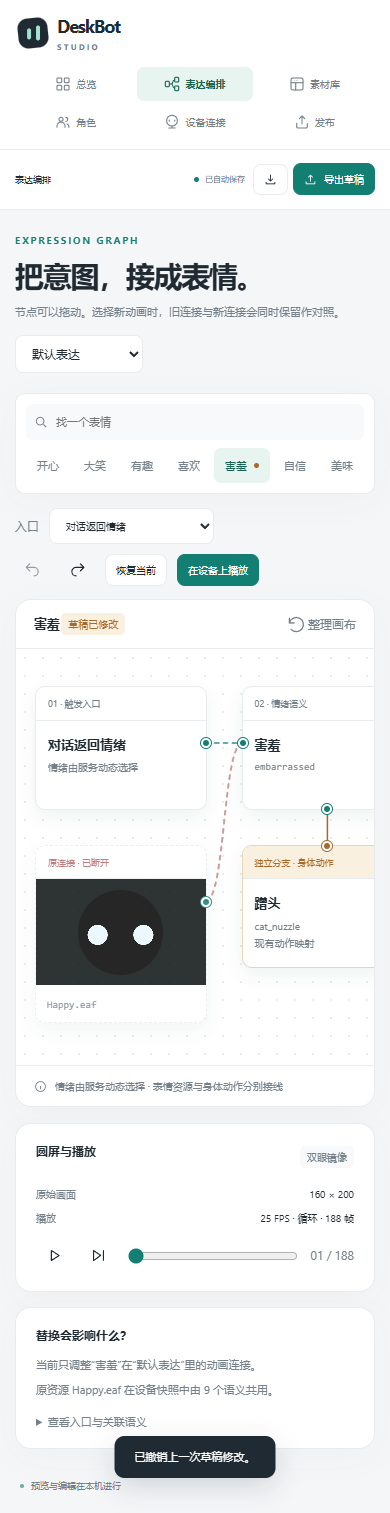 DeskBot
STUDIO
总览
表达编排
素材库
角色
设备连接
发布
表达编排
已自动保存
导出草稿
EXPRESSION GRAPH
把意图，接成表情。
节点可以拖动。选择新动画时，旧连接与新连接会同时保留作对照。
默认表达
找一个表情
开心 大笑 有趣 喜欢 害羞 自信 美味
入口 对话返回情绪
恢复当前 在设备上播放
害羞 草稿已修改 整理画布
01 · 触发入口
对话返回情绪
情绪由服务动态选择
02 · 情绪语义
害羞
embarrassed
原连接 · 已断开
Happy.eaf
独立分支 · 身体动作
蹭头
cat_nuzzle
现有动作映射
情绪由服务动态选择 · 表情资源与身体动作分别接线
圆屏与播放 双眼镜像
原始画面 160 × 200
播放 25 FPS · 循环 · 188 帧
01 / 188
替换会影响什么？
当前只调整“害羞”在“默认表达”里的动画连接。
原资源 Happy.eaf 在设备快照中由 9 个语义共用。
查看入口与关联语义
已撤销上一次草稿修改。
预览与编辑在本机进行